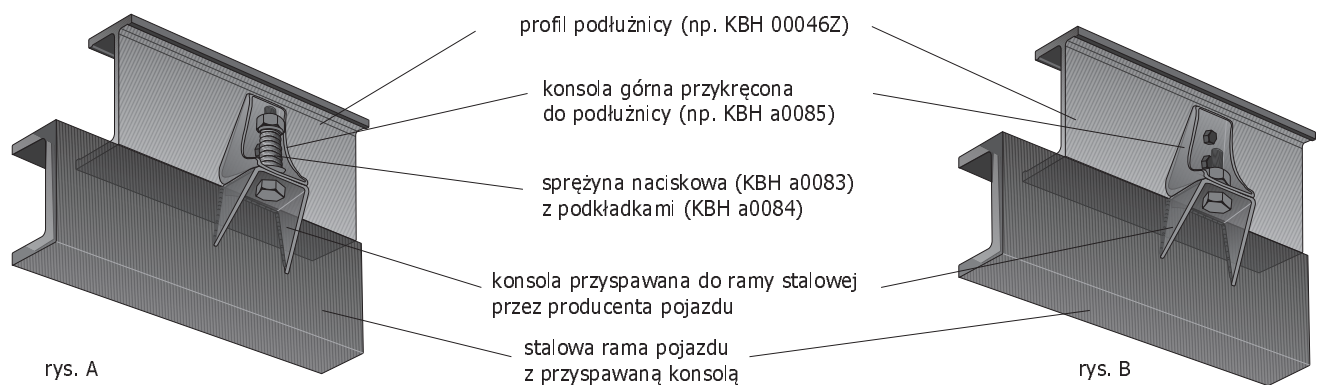 profil podłużnicy (np. KBH 00046Z)
konsola górna przykręcona
do podłużnicy (np. KBH a0085)
sprężyna naciskowa (KBH a0083)
z podkładkami (KBH a0084)
konsola przyspawana do ramy stalowej
przez producenta pojazdu
stalowa rama pojazdu
z przyspawaną konsolą
rys. A
rys. B